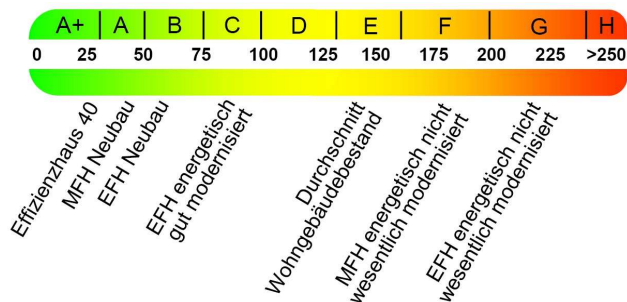 A+ A B C D E F G H
0 25 50 75 100 125 150 175 200 225 >250
Effizienzhaus 40
MFH Neubau
EFH Neubau
EFH energetisch
gut modernisiert
Durchschnitt
Wohngebäudebestand
MFH energetisch nicht
wesentlich modernisiert
EFH energetisch nicht
wesentlich modernisiert